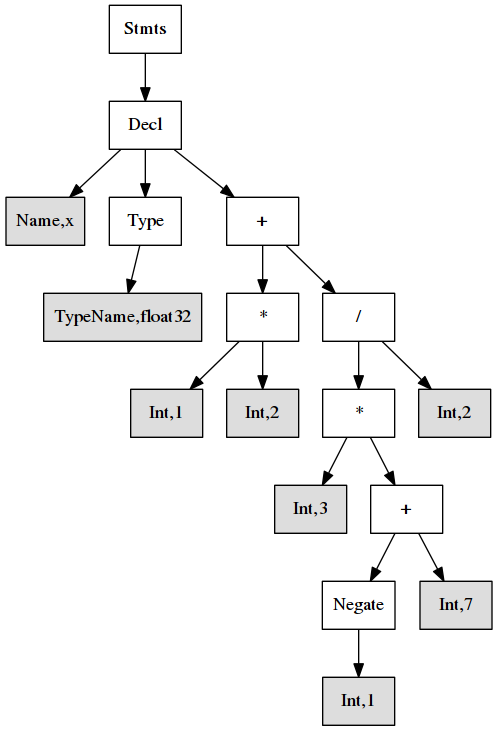 Stmts
Decl
Name,x
Type
+
TypeName,float32
*
/
Int,1
Int,2
*
Int,2
Int,3
+
Negate
Int,7
Int,1